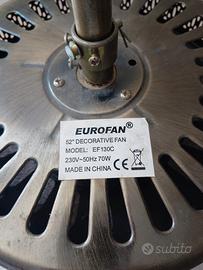 EUROFAN®
52" DECORATIVE FAN
MODEL: EF130C
230V~50Hz 70W
MADE IN CHINA
CE
subito